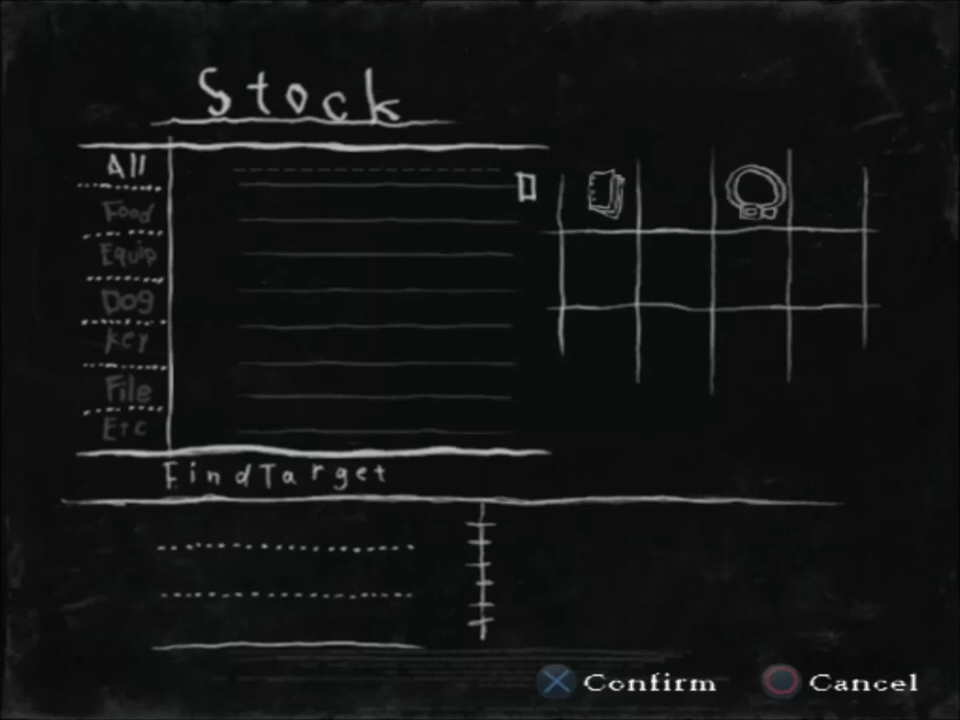 Stock
All
Food
Equip
Dog
Key
File
Etc
FindTarget
Confirm Cancel